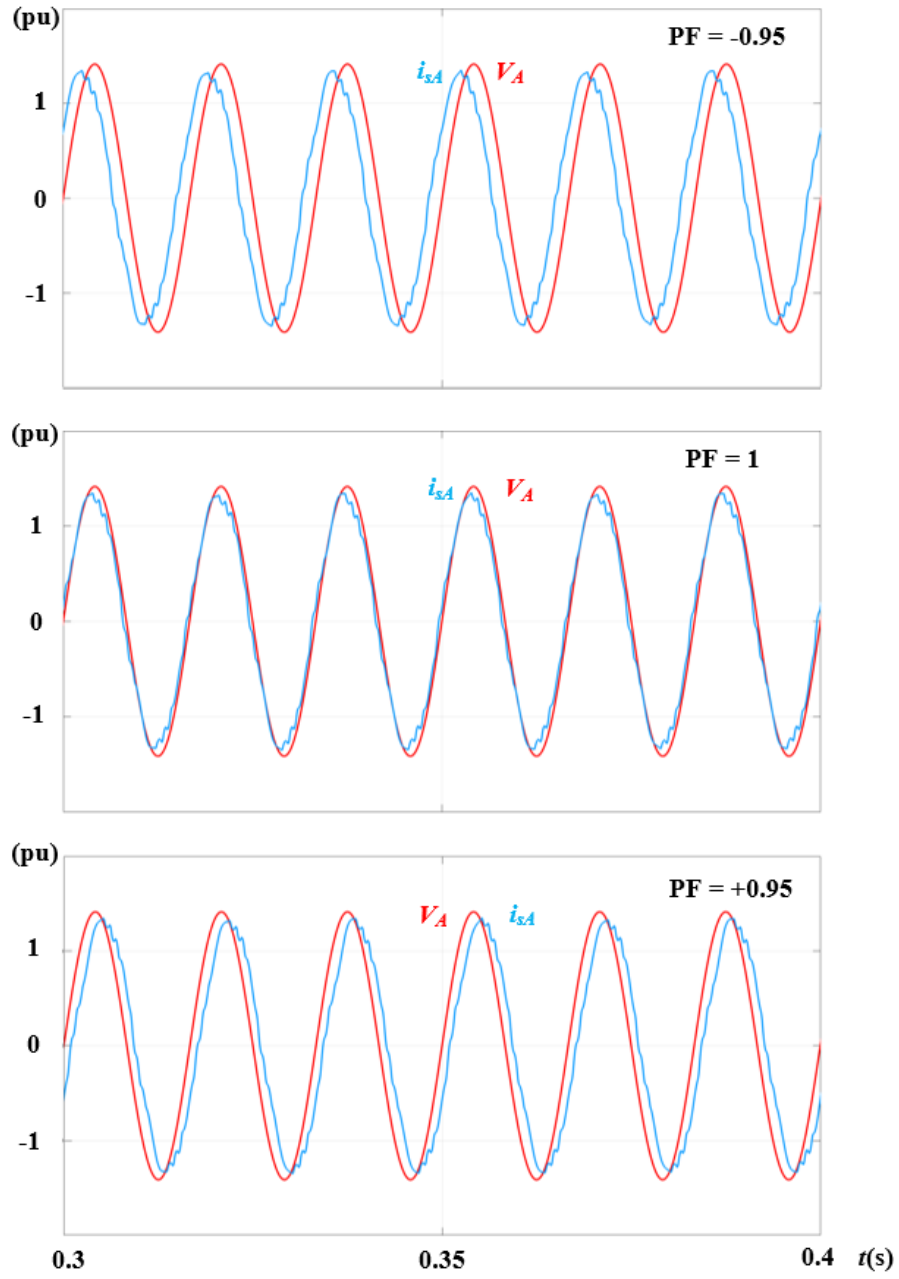 (pu)
PF = -0.95
isA VA
1
0
-1
(pu)
PF = 1
isA VA
1
0
-1
(pu)
PF = +0.95
VA isA
1
0
-1
0.3 0.35 0.4 t(s)